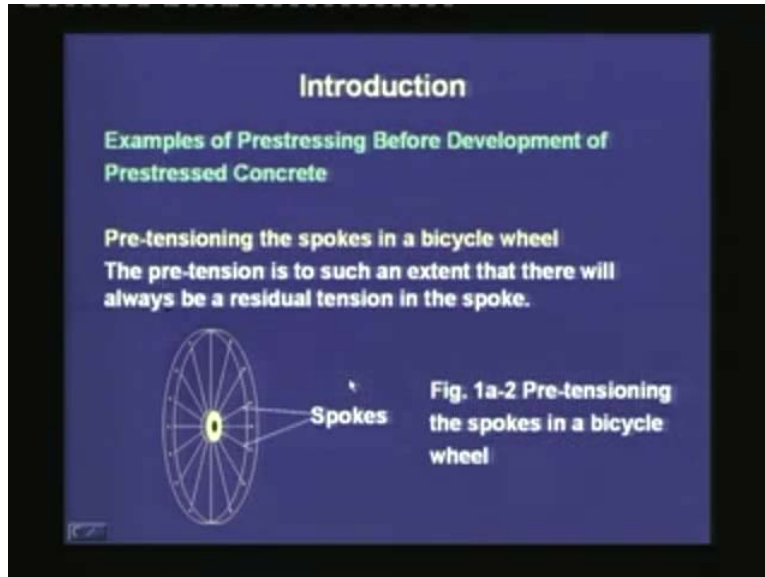 Introduction
Examples of Prestressing Before Development of
Prestressed Concrete
Pre-tensioning the spokes in a bicycle wheel
The pre-tension is to such an extent that there will
always be a residual tension in the spoke.
Spokes
Fig. 1a-2 Pre-tensioning
the spokes in a bicycle
wheel